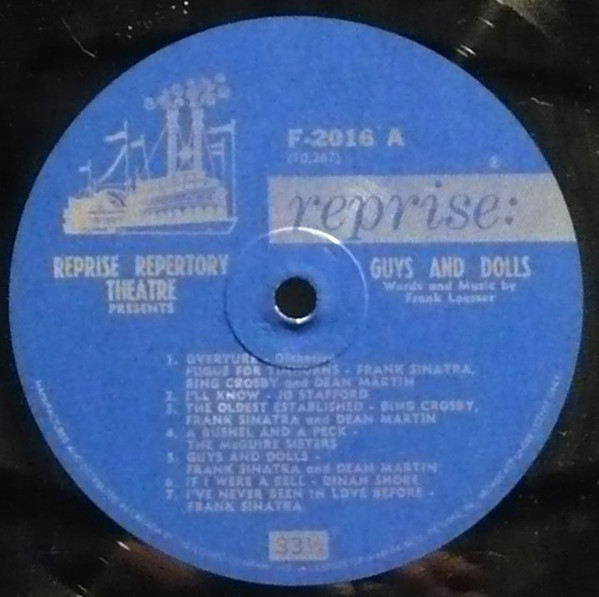 F-2016 A
(10,267)
®
reprise:
REPRISE REPERTORY
THEATRE
PRESENTS
GUYS AND DOLLS
Words and Music by
Frank Loesser
1. OVERTURE - Orchestra
FUGUE FOR TINHORNS - FRANK SINATRA,
BING CROSBY and DEAN MARTIN
2. I'LL KNOW - JO STAFFORD
3. THE OLDEST ESTABLISHED - BING CROSBY,
FRANK SINATRA and DEAN MARTIN
4. A BUSHEL AND A PECK -
THE McGUIRE SISTERS
5. GUYS AND DOLLS -
FRANK SINATRA and DEAN MARTIN
6. IF I WERE A BELL - DINAH SHORE
7. I'VE NEVER BEEN IN LOVE BEFORE -
FRANK SINATRA
33⅓